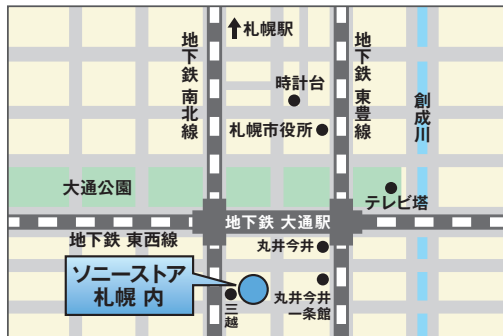 札幌駅
地下鉄 南北線
地下鉄 東豊線
時計台
創成川
札幌市役所
大通公園
テレビ塔
地下鉄 大通駅
地下鉄 東西線
丸井今井
ソニーストア
札幌 内
三越
丸井今井
一条館